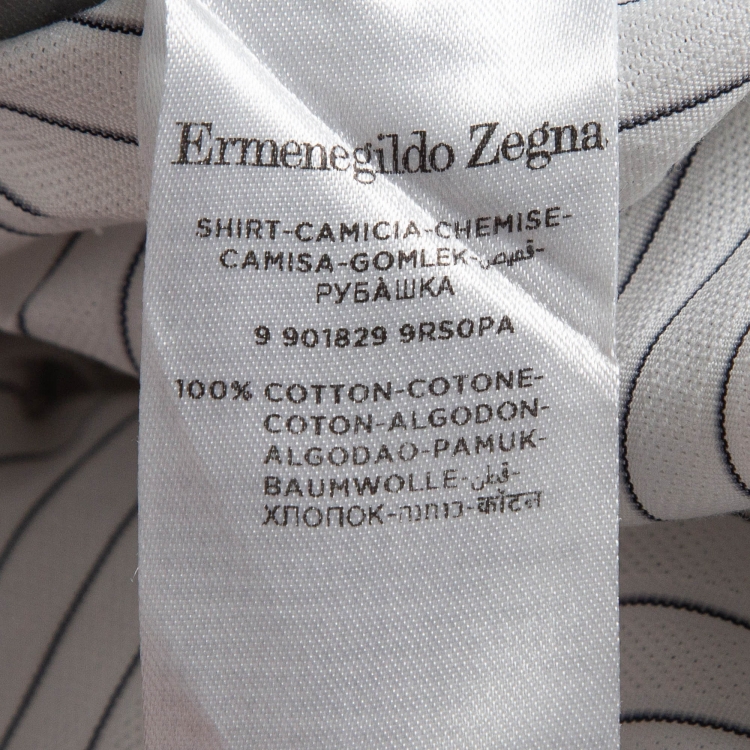 Ermenegildo Zegna
SHIRT-CAMICIA-CHEMISE-
CAMISA-GOMLEK-قميص-
РУБАШКА
9 901829 9RS0PA
100% COTTON-COTONE-
COTON-ALGODON-
ALGODAO-PAMUK-
BAUMWOLLE-قطن-
ХЛОПОК-כותנה-कॉटन